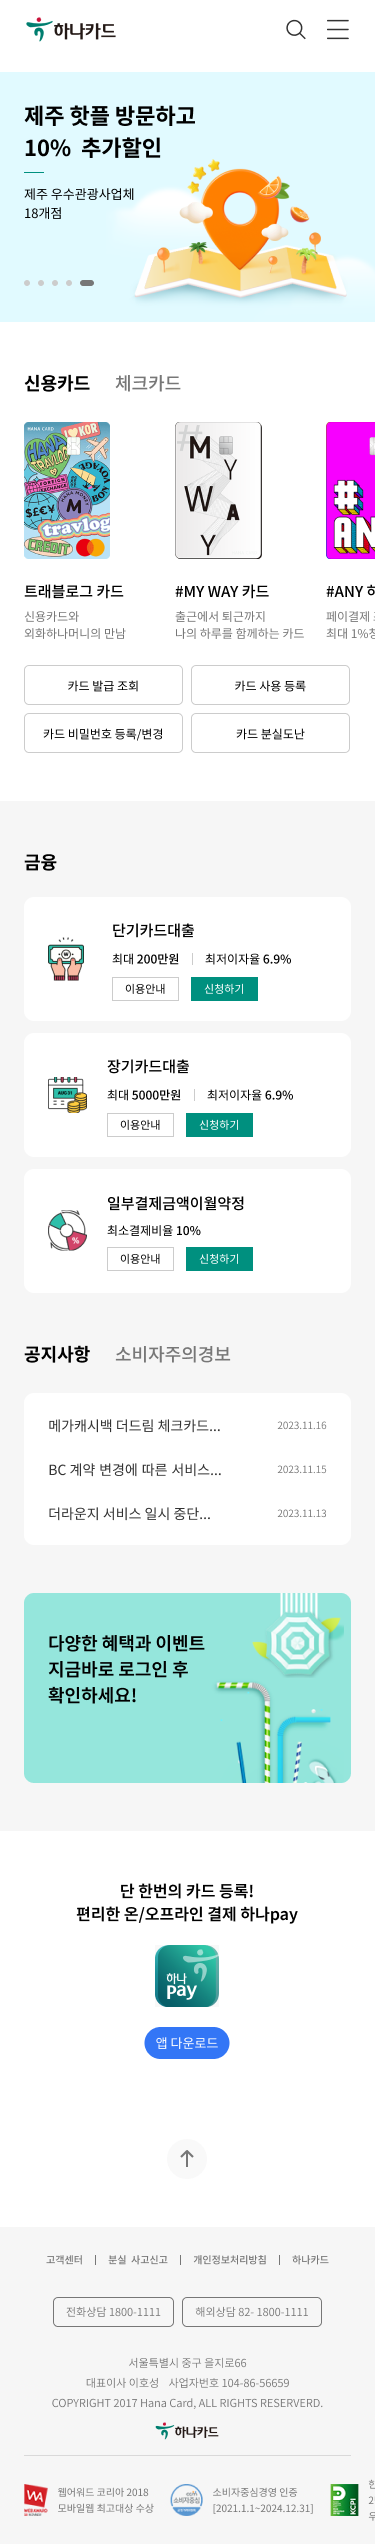 하나카드
제주 핫플 방문하고
10% 추가할인
제주 우수관광사업체
18개점
신용카드 체크카드
HANA CARD
I KOR
HANA
TRAVEL
VOYAGE
FOREIGN
EXCHANGE
HANA MONEY
M
travlog
CREDIT
#
M
Y
W A
Y
#
AN
트래블로그 카드
신용카드와
외화하나머니의 만남
#MY WAY 카드
출근에서 퇴근까지
나의 하루를 함께하는 카드
#ANY
페이결제
최대 1%
카드 발급 조회 카드 사용 등록
카드 비밀번호 등록/변경 카드 분실도난
금융
단기카드대출
최대 200만원 최저이자율 6.9%
이용안내 신청하기
AUG 31
장기카드대출
최대 5000만원 최저이자율 6.9%
이용안내 신청하기
%
일부결제금액이월약정
최소결제비율 10%
이용안내 신청하기
공지사항 소비자주의경보
메가캐시백 더드림 체크카드... 2023.11.16
BC 계약 변경에 따른 서비스... 2023.11.15
더라운지 서비스 일시 중단... 2023.11.13
다양한 혜택과 이벤트
지금바로 로그인 후
확인하세요!
단 한번의 카드 등록!
편리한 온/오프라인 결제 하나pay
하나
pay
앱 다운로드
고객센터 | 분실 사고신고 | 개인정보처리방침 | 하나카드
전화상담 1800-1111 해외상담 82- 1800-1111
서울특별시 중구 을지로66
대표이사 이호성 사업자번호 104-86-56659
COPYRIGHT 2017 Hana Card, ALL RIGHTS RESERVERD.
하나카드
WA
WEB AWARD
웹어워드 코리아 2018
모바일웹 최고대상 수상
소비자중심
소비자중심경영 인증
[2021.1.1~2024.12.31]
KCPI